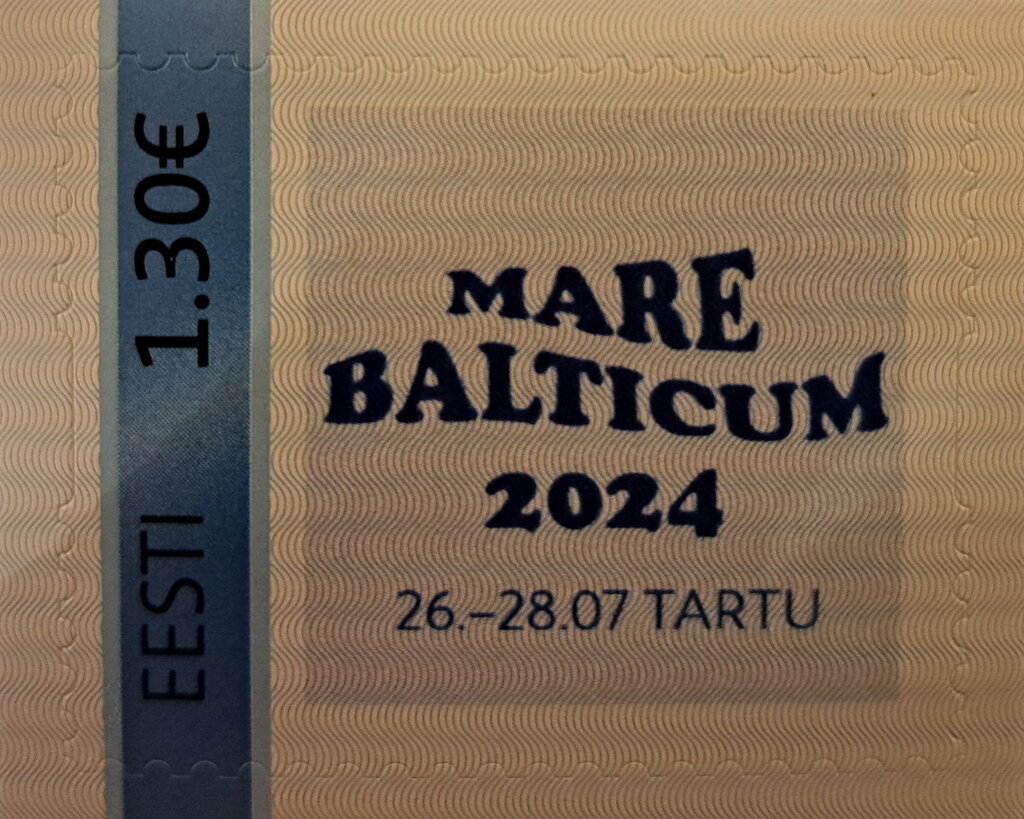 EESTI 1.30€
MARE
BALTICUM
2024
26.–28.07 TARTU